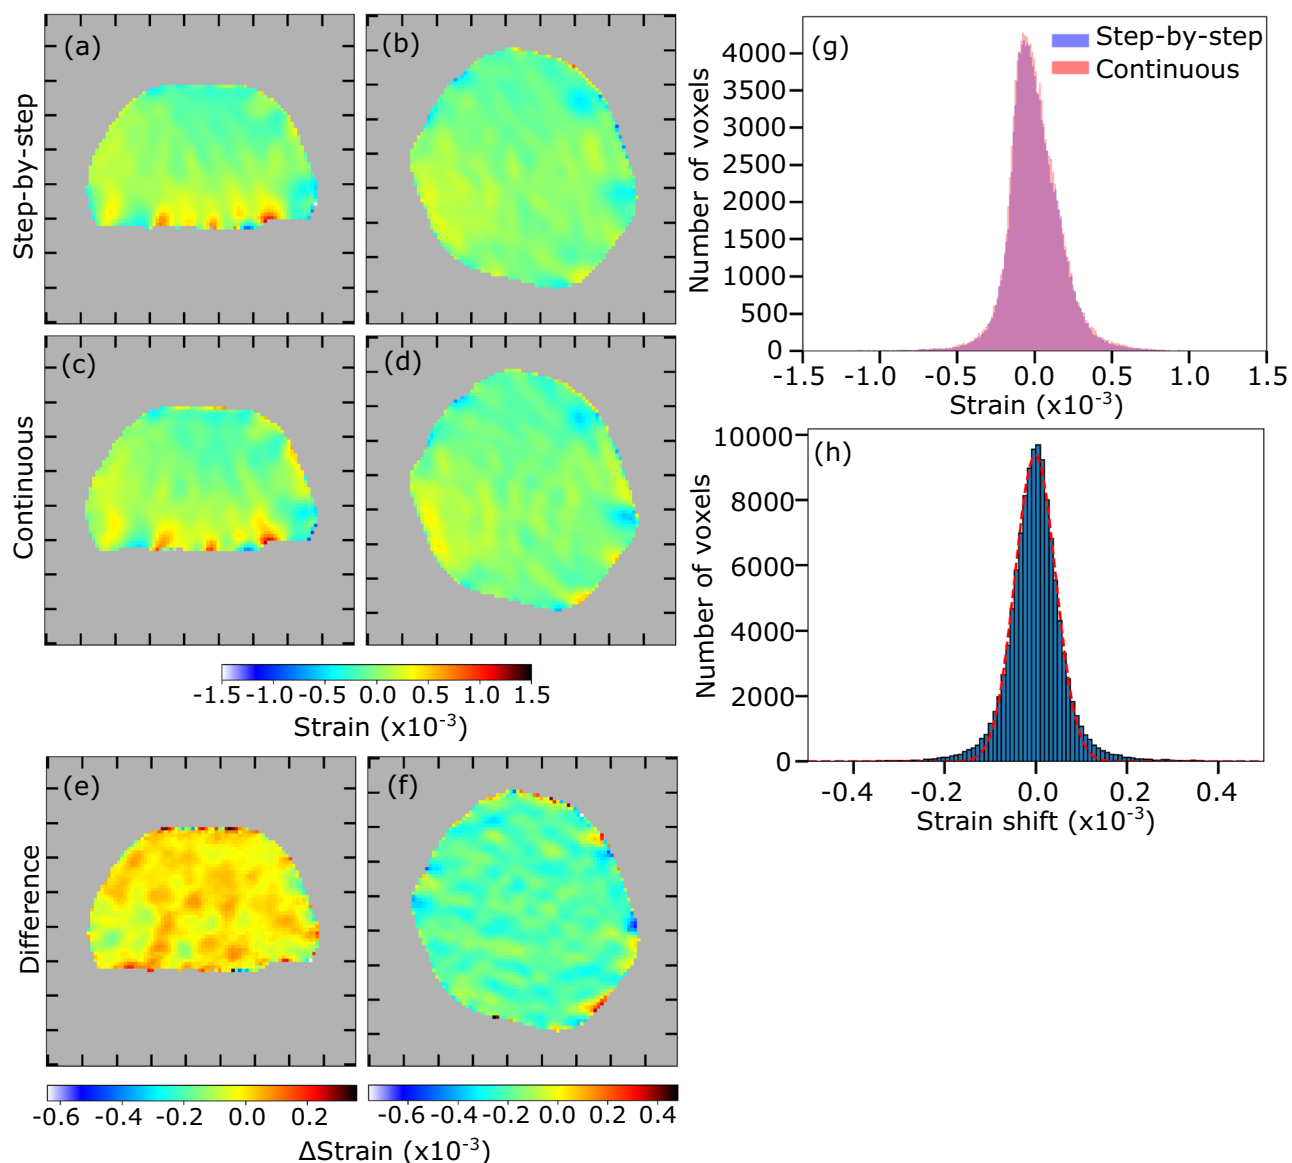 Step-by-step
(a)
(b)
Continuous
(c)
(d)
-1.5 -1.0 -0.5 0.0 0.5 1.0 1.5
Strain (x10-3)
Difference
(e)
(f)
-0.6 -0.4 -0.2 0.0 0.2
-0.6 -0.4 -0.2 0.0 0.2 0.4
ΔStrain (x10-3)
(g)
Step-by-step
Continuous
Number of voxels
4000
3500
3000
2500
2000
1500
1000
500
0
-1.5 -1.0 -0.5 0.0 0.5 1.0 1.5
Strain (x10-3)
(h)
Number of voxels
10000
8000
6000
4000
2000
0
-0.4 -0.2 0.0 0.2 0.4
Strain shift (x10-3)